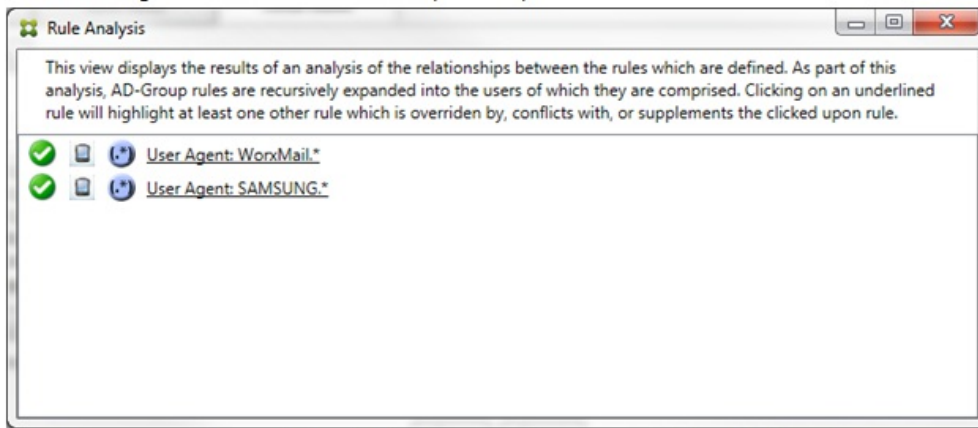 Rule Analysis
This view displays the results of an analysis of the relationships between the rules which are defined. As part of this
analysis, AD-Group rules are recursively expanded into the users of which they are comprised. Clicking on an underlined
rule will highlight at least one other rule which is overriden by, conflicts with, or supplements the clicked upon rule.
(.*) User Agent: WorxMail.*
(.*) User Agent: SAMSUNG.*